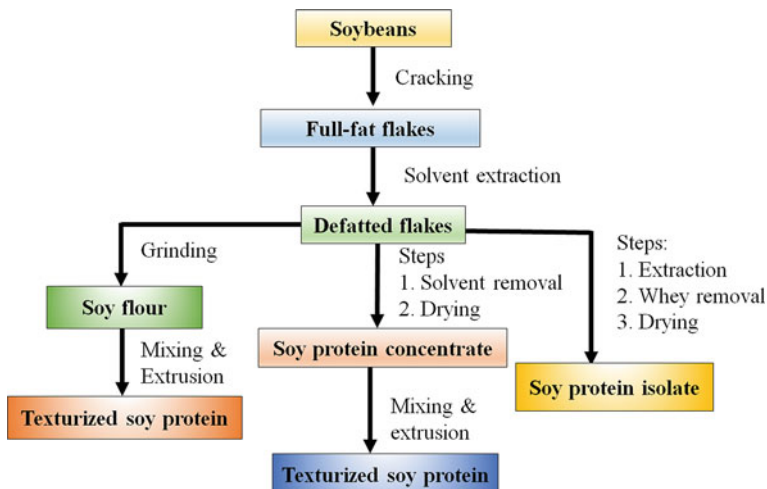 Soybeans
Cracking
Full-fat flakes
Solvent extraction
Defatted flakes
Grinding
Soy flour
Mixing &
Extrusion
Texturized soy protein
Steps
1. Solvent removal
2. Drying
Soy protein concentrate
Mixing &
extrusion
Texturized soy protein
Steps:
1. Extraction
2. Whey removal
3. Drying
Soy protein isolate